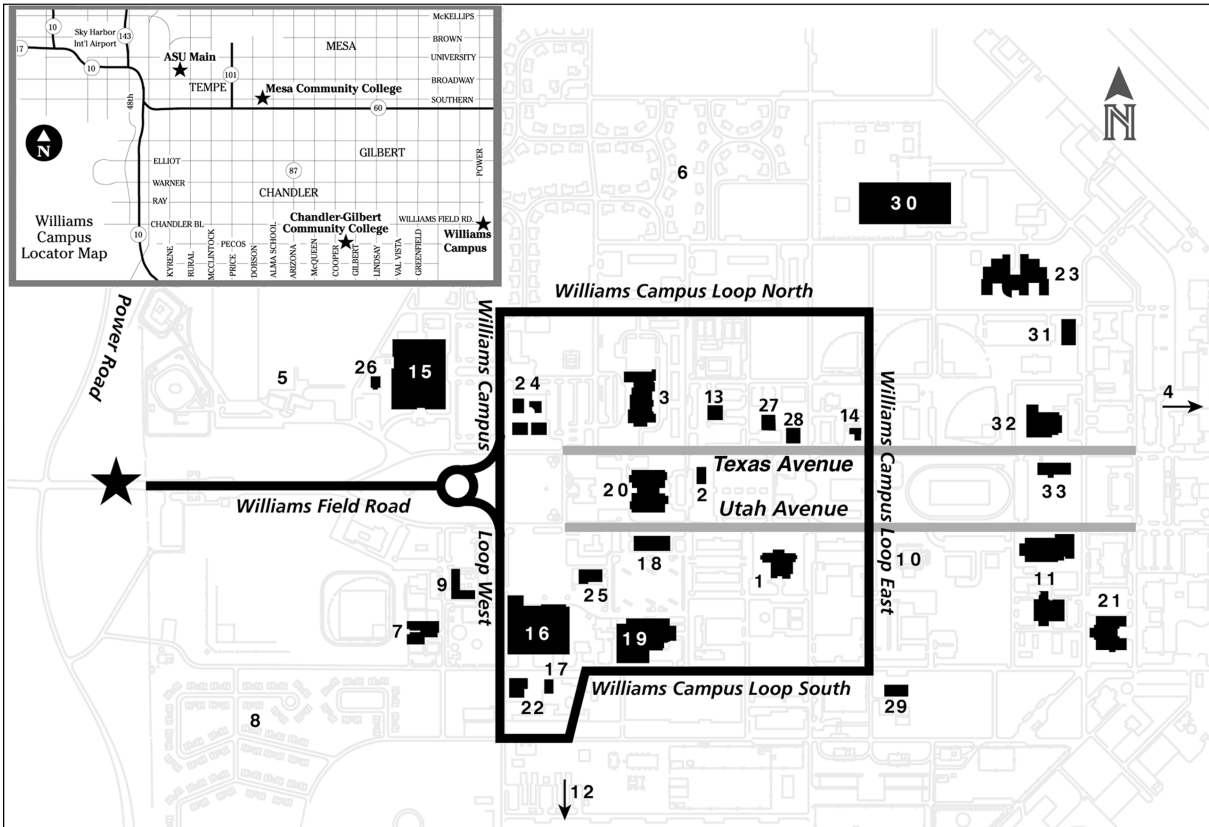 McKELLIPS
10
143
Sky Harbor
Int'l Airport
BROWN
MESA
17
UNIVERSITY
ASU Main
10
101
BROADWAY
TEMPE
Mesa Community College
SOUTHERN
48th
60
N
GILBERT
POWER
ELLIOT
87
WARNER
CHANDLER
RAY
Chandler-Gilbert
Community College
WILLIAMS FIELD RD.
CHANDLER BL
Williams
Campus
Williams
Campus
Locator Map
10
PECOS
KYRENE
RURAL
McCLINTOCK
PRICE
DOBSON
ALMA SCHOOL
ARIZONA
McQUEEN
COOPER
GILBERT
LINDSAY
VAL VISTA
GREENFIELD
N
6
30
23
Williams Campus Loop North
Power Road
Williams Campus
Loop West
31
5
26
15
24
3
13
27
28
14
Williams Campus Loop East
4
32
Texas Avenue
20
2
33
Williams Field Road
Utah Avenue
18
1
10
9
25
11
21
7
16
19
17
Williams Campus Loop South
22
29
8
12